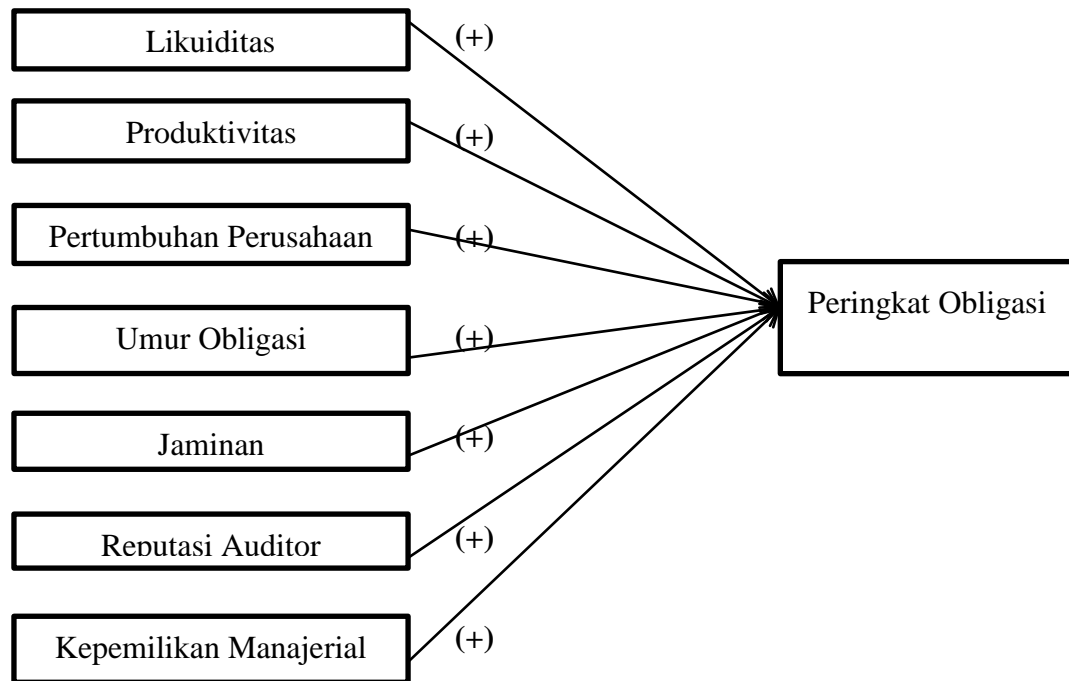 Likuiditas
(+)
Produktivitas
(+)
Pertumbuhan Perusahaan
(+)
Peringkat Obligasi
Umur Obligasi
(+)
Jaminan
(+)
Reputasi Auditor
(+)
Kepemilikan Manajerial
(+)